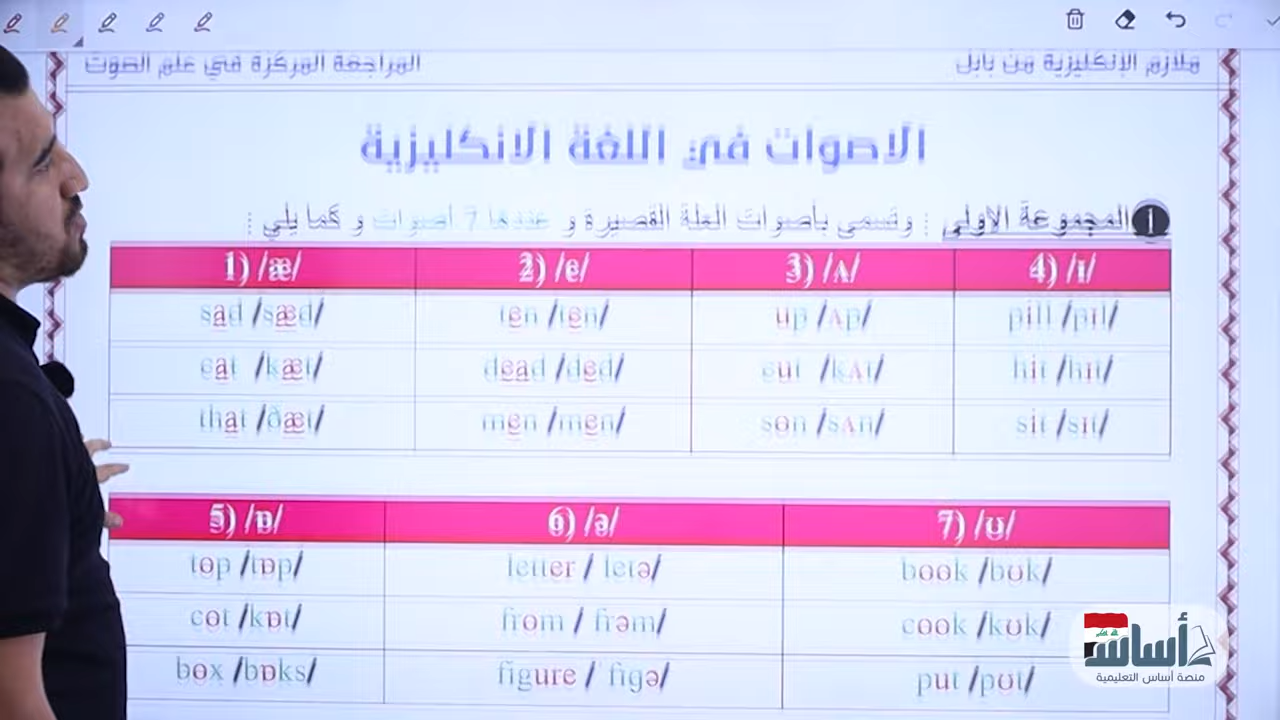 ملازم الإنكليزية من بابل
المراجعة المركزة في علم الصوت
الاصوات في اللغة الانكليزية
أ المجموعة الاولى : وتسمى بأصوات العلة القصيرة و عددها 7 أصوات و كما يلي :
1) /æ/ 2) /e/ 3) /ʌ/ 4) /ɪ/
sad /sæd/ ten /ten/ up /ʌp/ pill /pɪl/
cat /kæt/ dead /ded/ cut /kʌt/ hit /hɪt/
that /ðæt/ men /men/ son /sʌn/ sit /sɪt/
5) /ɒ/ 6) /ə/ 7) /ʊ/
top /tɒp/ letter / letə/ book /bʊk/
cot /kɒt/ from / frəm/ cook /kʊk/
box /bɒks/ figure / figə/ put /pʊt/
أساس
منصة أساس التعليمية